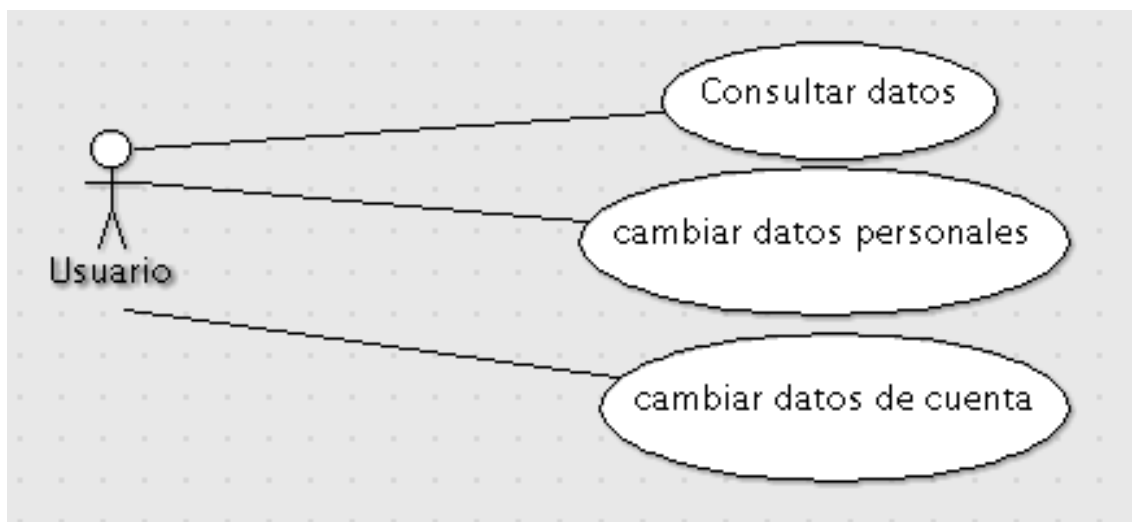 Consultar datos
cambiar datos personales
Usuario
cambiar datos de cuenta